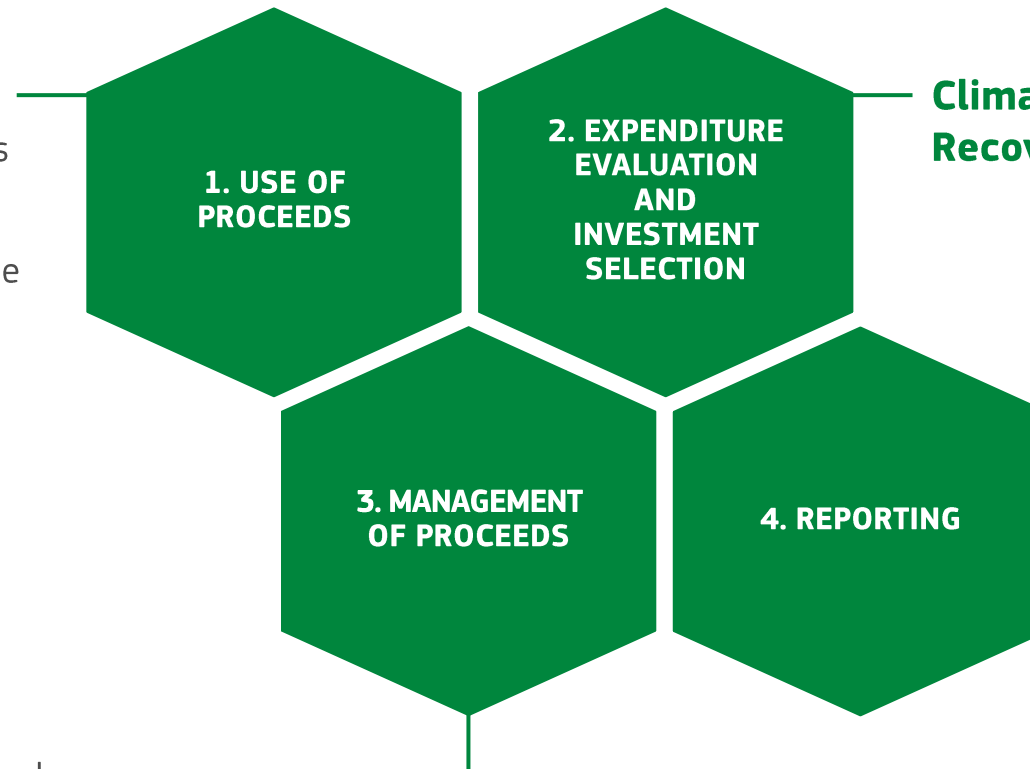 1. USE OF
PROCEEDS
2. EXPENDITURE
EVALUATION
AND
INVESTMENT
SELECTION
3. MANAGEMENT
OF PROCEEDS
4. REPORTING